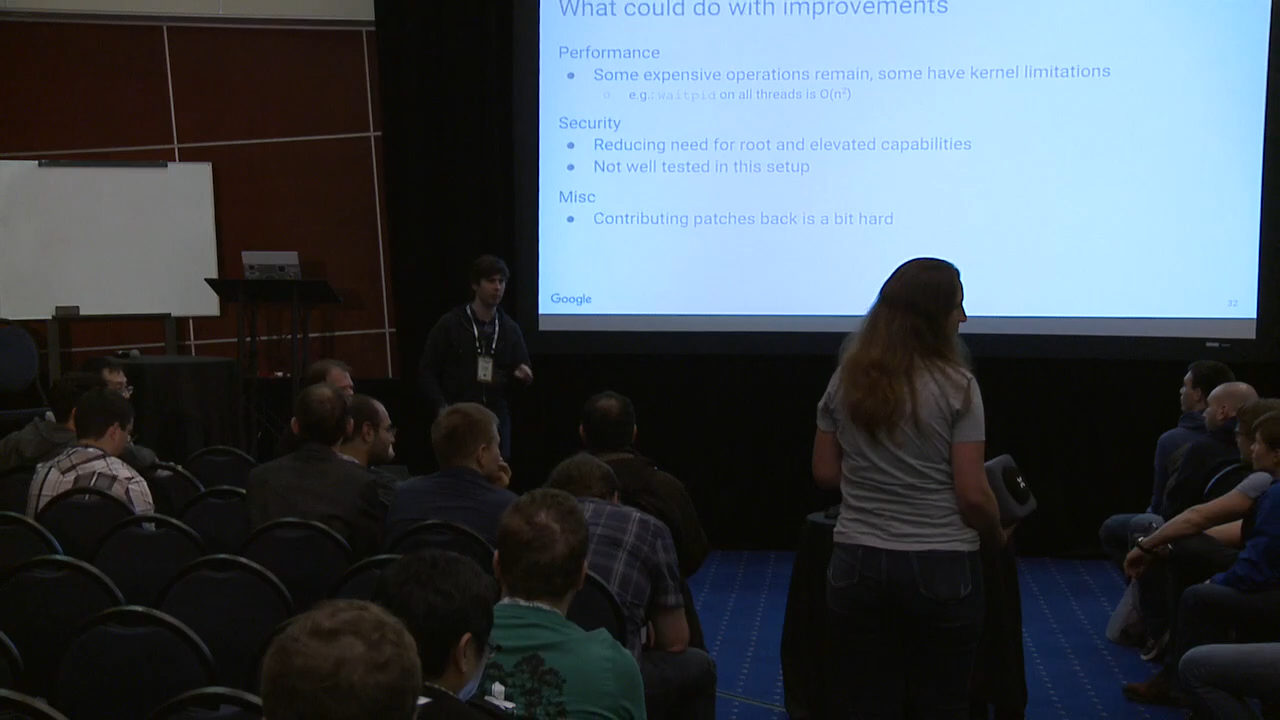 What could do with improvements
Performance
● Some expensive operations remain, some have kernel limitations
○ e.g.: waitpid on all threads is O(n²)
Security
● Reducing need for root and elevated capabilities
● Not well tested in this setup
Misc
● Contributing patches back is a bit hard
Google
32